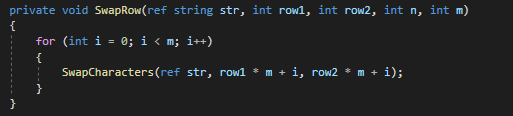 private void SwapRow(ref string str, int row1, int row2, int n, int m)
{
for (int i = 0; i < m; i++)
{
SwapCharacters(ref str, row1 * m + i, row2 * m + i);
}
}